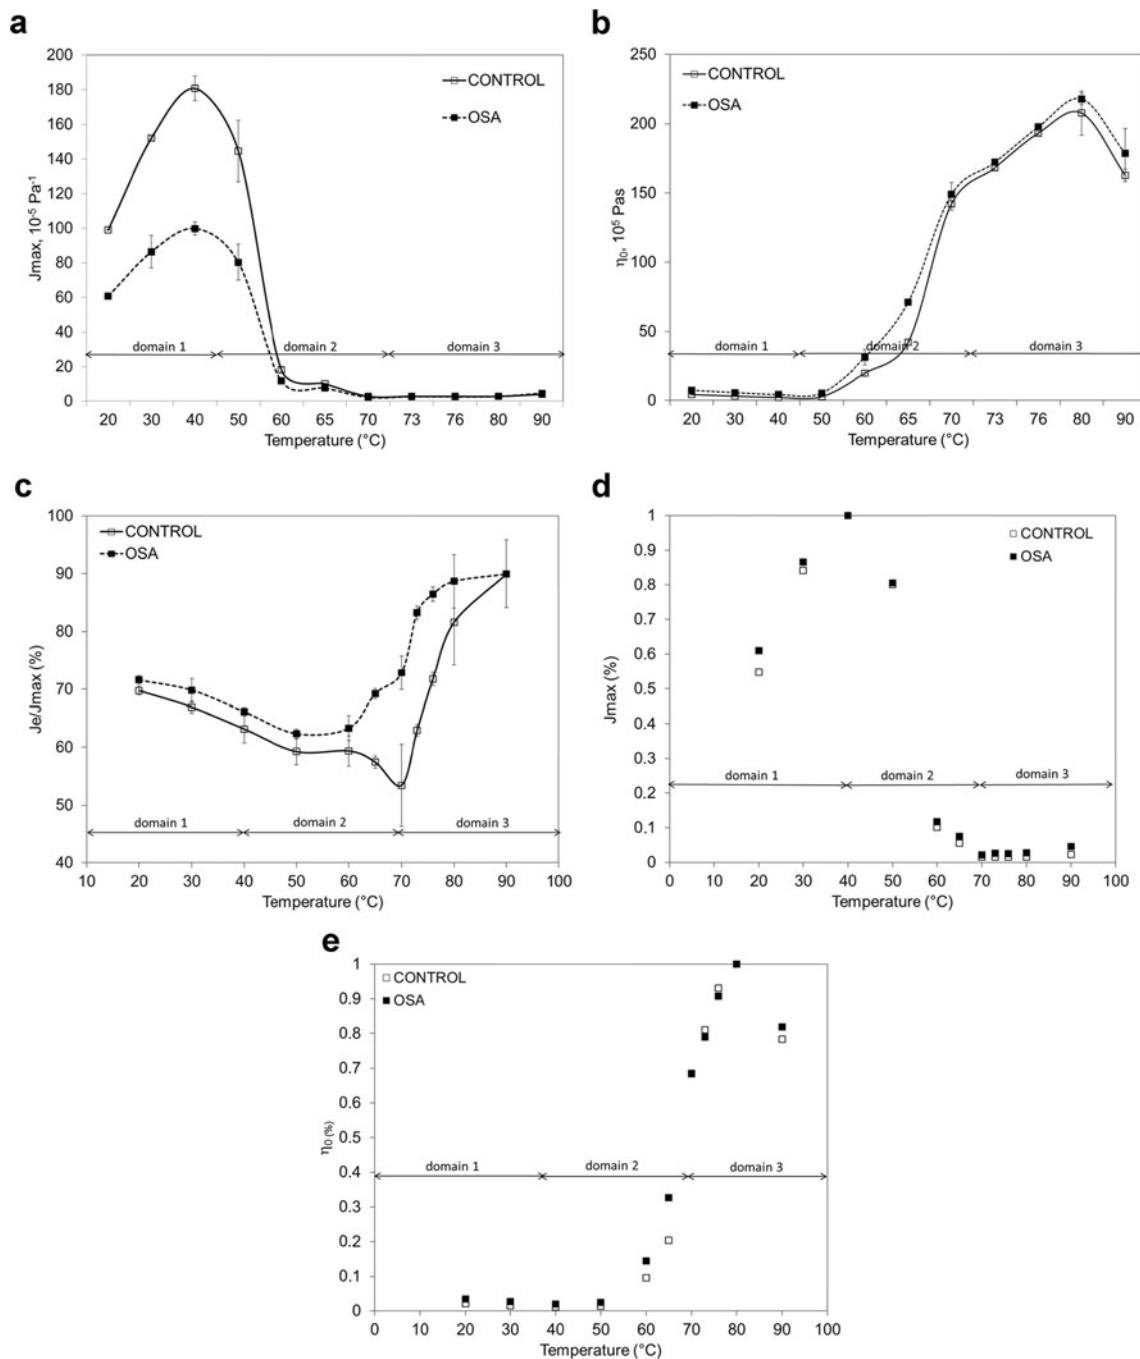 a
200
180
160
140
120
100
80
60
40
20
0
Jmax, 10⁻⁵ Pa⁻¹
CONTROL
OSA
domain 1 domain 2 domain 3
20 30 40 50 60 65 70 73 76 80 90
Temperature (°C)
b
250
200
150
100
50
0
η₀, 10⁵ Pas
CONTROL
OSA
domain 1 domain 2 domain 3
20 30 40 50 60 65 70 73 76 80 90
Temperature (°C)
c
100
90
80
70
60
50
40
Je/Jmax (%)
CONTROL
OSA
domain 1 domain 2 domain 3
10 20 30 40 50 60 70 80 90 100
Temperature (°C)
d
1
0.9
0.8
0.7
0.6
0.5
0.4
0.3
0.2
0.1
0
Jmax (%)
CONTROL
OSA
domain 1 domain 2 domain 3
0 10 20 30 40 50 60 70 80 90 100
Temperature (°C)
e
1
0.9
0.8
0.7
0.6
0.5
0.4
0.3
0.2
0.1
0
η₀ (%)
CONTROL
OSA
domain 1 domain 2 domain 3
0 10 20 30 40 50 60 70 80 90 100
Temperature (°C)